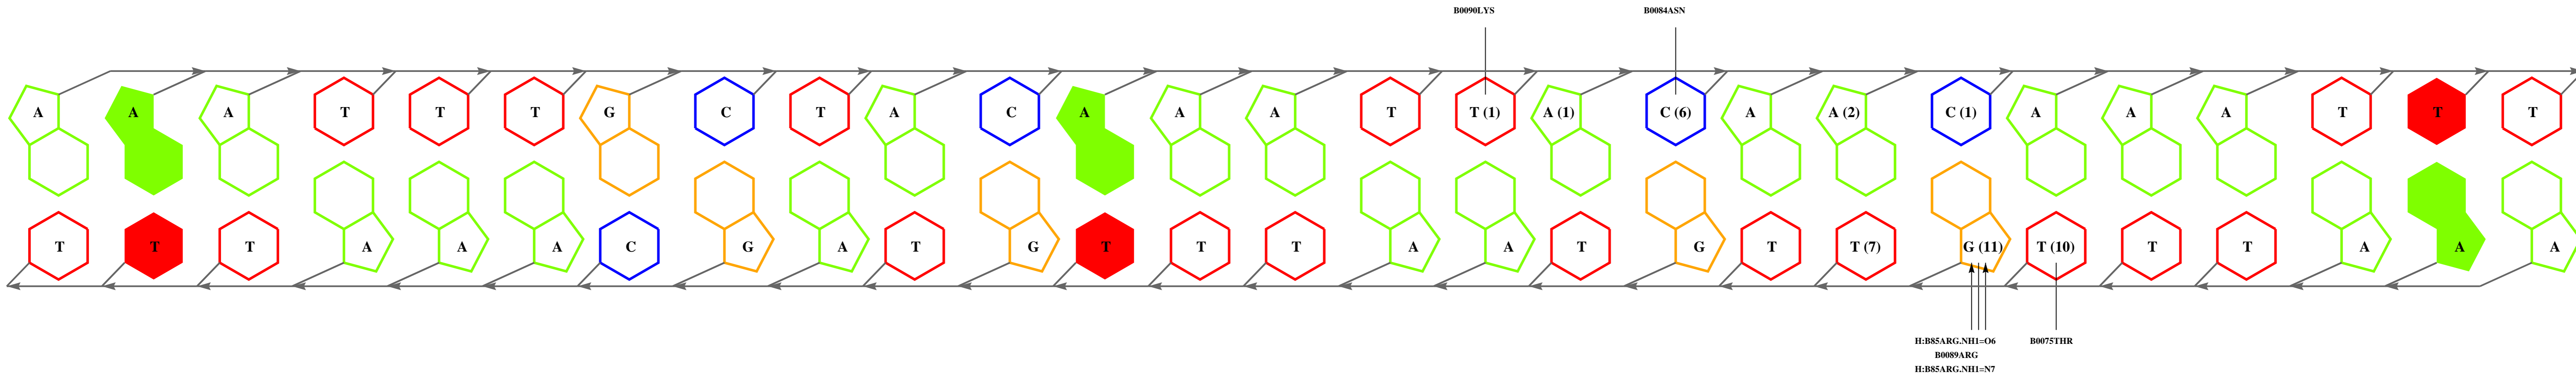 B0090LYS B0084ASN
A A A T T T G C T A C A A A T T (1) A (1) C (6) A A (2) C (1) A A A T T T
T T T A A A C G A T G T T T A A T G T T (7) G (11) T (10) T T A A A
H:B85ARG.NH1=O6 B0075THR
B0089ARG
H:B85ARG.NH1=N7